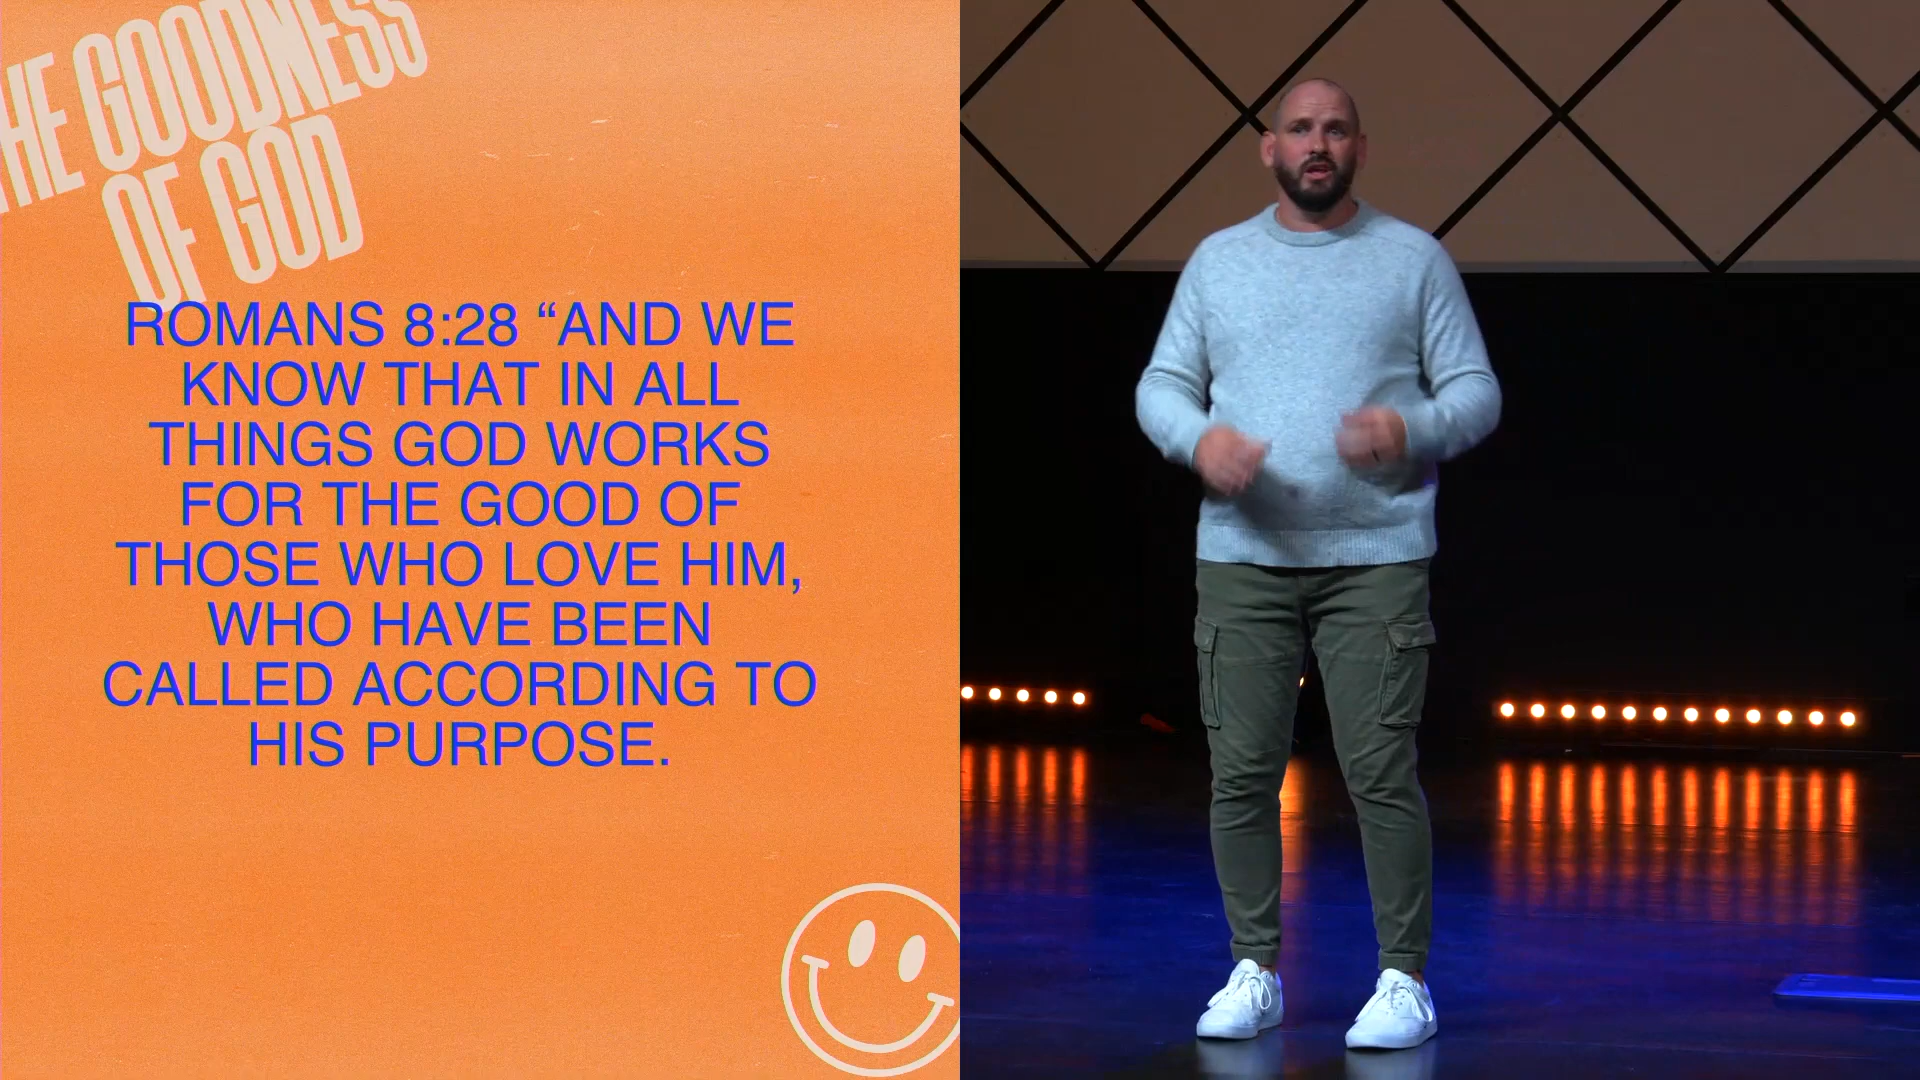 THE GOODNESS
OF GOD
ROMANS 8:28 “AND WE
KNOW THAT IN ALL
THINGS GOD WORKS
FOR THE GOOD OF
THOSE WHO LOVE HIM,
WHO HAVE BEEN
CALLED ACCORDING TO
HIS PURPOSE.